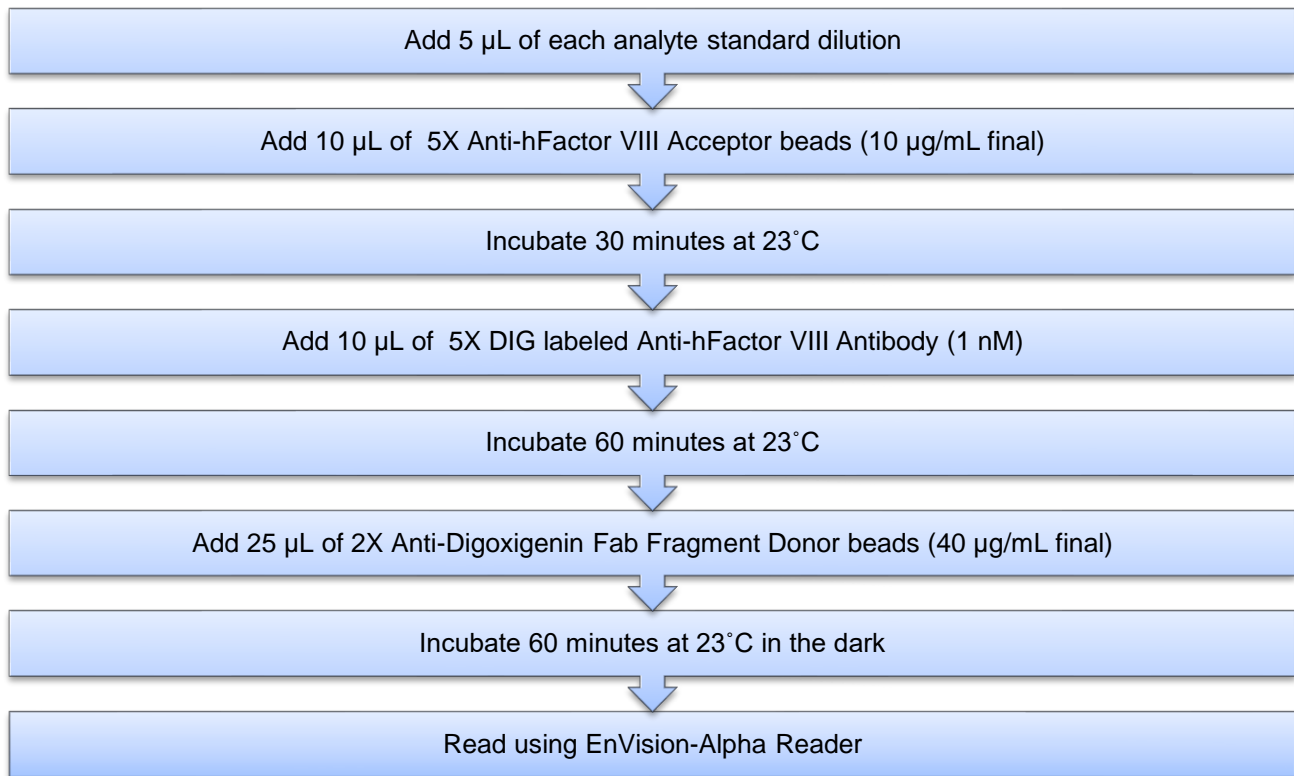 Add 5 µL of each analyte standard dilution
Add 10 µL of  5X Anti-hFactor VIII Acceptor beads (10 µg/mL final)
Incubate 30 minutes at 23˚C
Add 10 µL of  5X DIG labeled Anti-hFactor VIII Antibody (1 nM)
Incubate 60 minutes at 23˚C
Add 25 µL of 2X Anti-Digoxigenin Fab Fragment Donor beads (40 µg/mL final)
Incubate 60 minutes at 23˚C in the dark
Read using EnVision-Alpha Reader